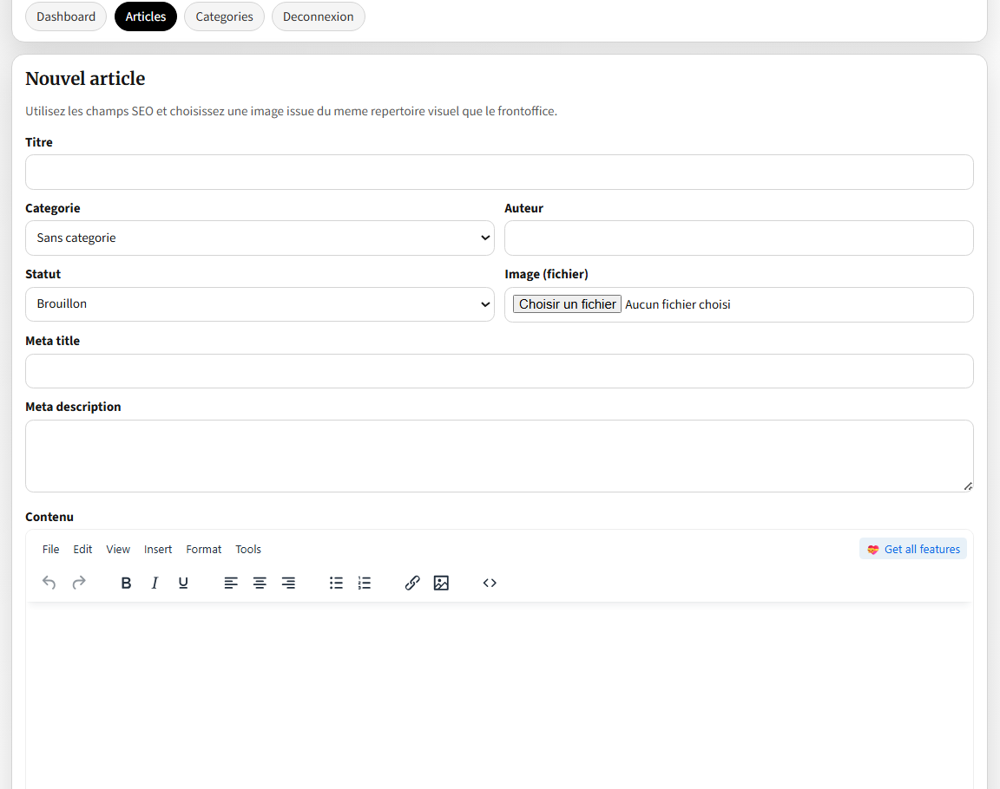 Dashboard Articles Categories Deconnexion
Nouvel article
Utilisez les champs SEO et choisissez une image issue du meme repertoire visuel que le frontoffice.
Titre
Categorie Auteur
Sans categorie
Statut Image (fichier)
Brouillon Choisir un fichier Aucun fichier choisi
Meta title
Meta description
Contenu
File Edit View Insert Format Tools Get all features
B I U